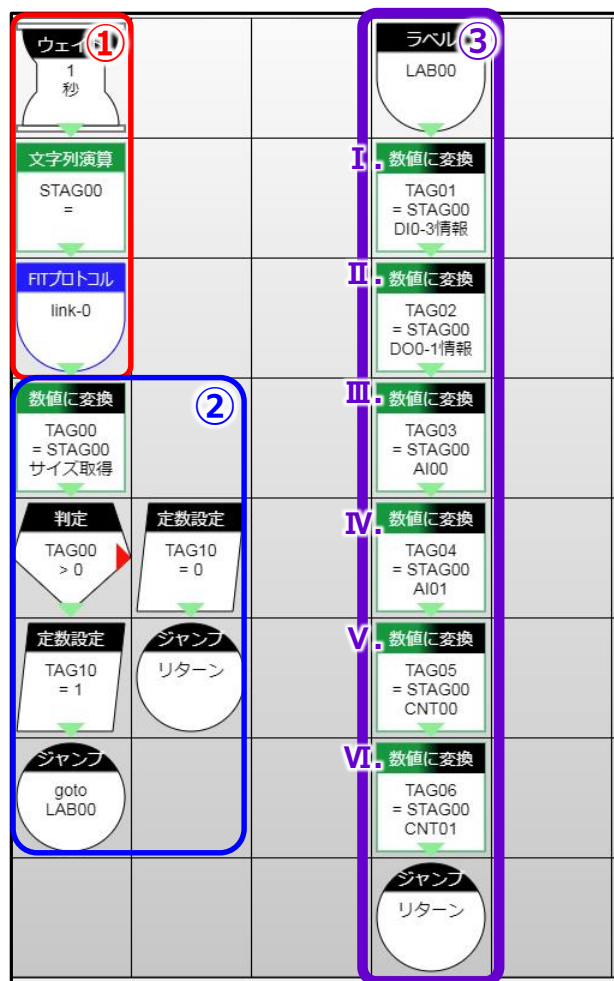 ①
ウェイト
1
秒
文字列演算
STAG00
=
FITプロトコル
link-0
②
数値に変換
TAG00
= STAG00
サイズ取得
判定
TAG00
> 0
定数設定
TAG10
= 0
定数設定
TAG10
= 1
ジャンプ
リターン
ジャンプ
goto
LAB00
③
ラベル
LAB00
Ⅰ.
数値に変換
TAG01
= STAG00
DI0-3情報
Ⅱ.
数値に変換
TAG02
= STAG00
DO0-1情報
Ⅲ.
数値に変換
TAG03
= STAG00
AI00
Ⅳ.
数値に変換
TAG04
= STAG00
AI01
Ⅴ.
数値に変換
TAG05
= STAG00
CNT00
Ⅵ.
数値に変換
TAG06
= STAG00
CNT01
ジャンプ
リターン